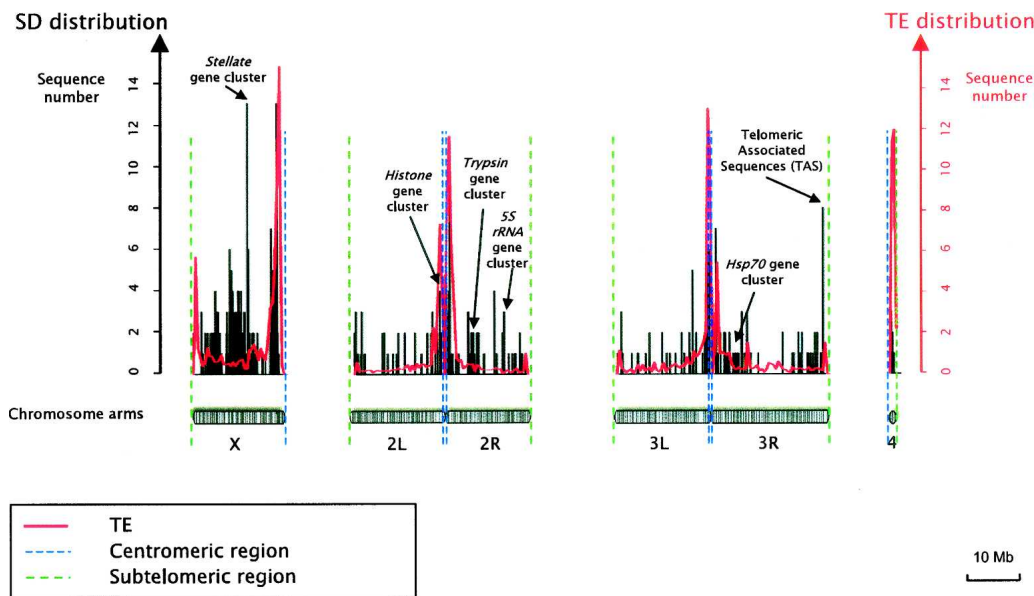 SD distribution
TE distribution
Sequence
number
Sequence
number
14
12
10
8
6
4
2
0
14
12
10
8
6
4
2
0
Stellate
gene cluster
Histone
gene
cluster
Trypsin
gene
cluster
5S
rRNA
gene
cluster
Telomeric
Associated
Sequences (TAS)
Hsp70 gene
cluster
Chromosome arms
X
2L
2R
3L
3R
4
TE
Centromeric region
Subtelomeric region
10 Mb